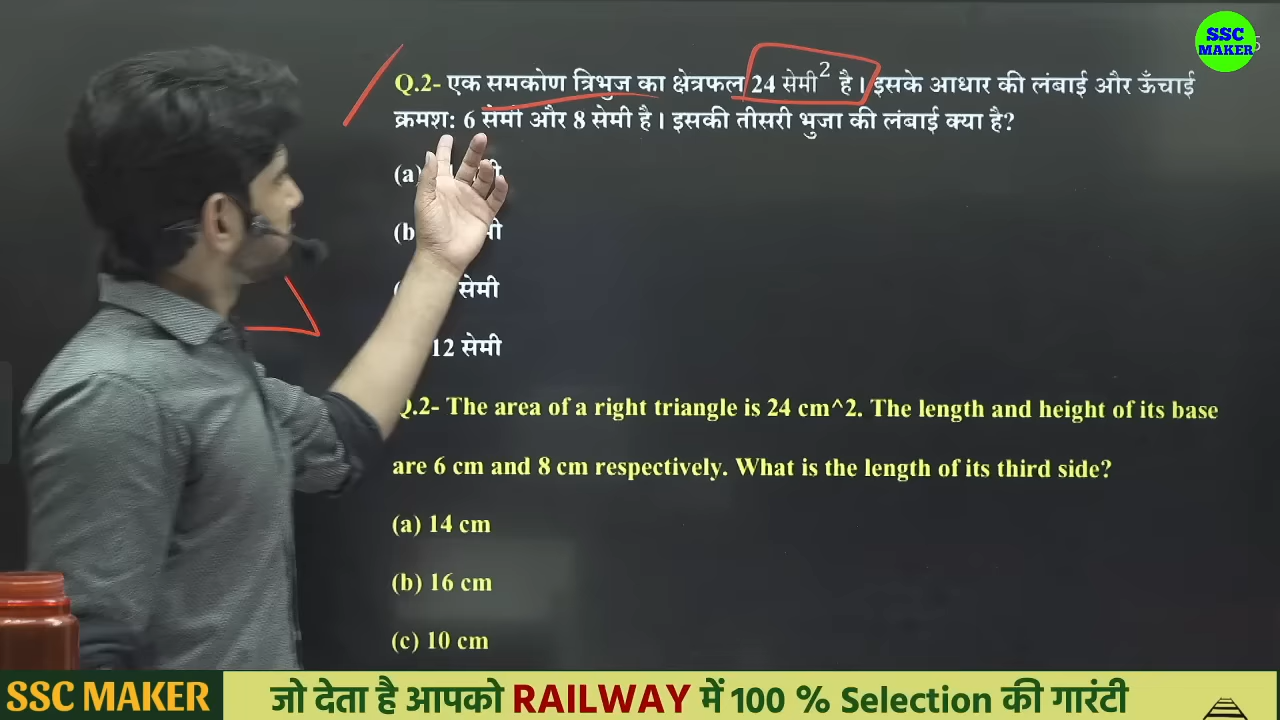 SSC
MAKER
Q.2- एक समकोण त्रिभुज का क्षेत्रफल 24 सेमी² है। इसके आधार की लंबाई और ऊँचाई
क्रमश: 6 सेमी और 8 सेमी है। इसकी तीसरी भुजा की लंबाई क्या है?
(a)
(b
सेमी
12 सेमी
Q.2- The area of a right triangle is 24 cm^2. The length and height of its base
are 6 cm and 8 cm respectively. What is the length of its third side?
(a) 14 cm
(b) 16 cm
(c) 10 cm
SSC MAKER
जो देता है आपको RAILWAY में 100 % Selection की गारंटी